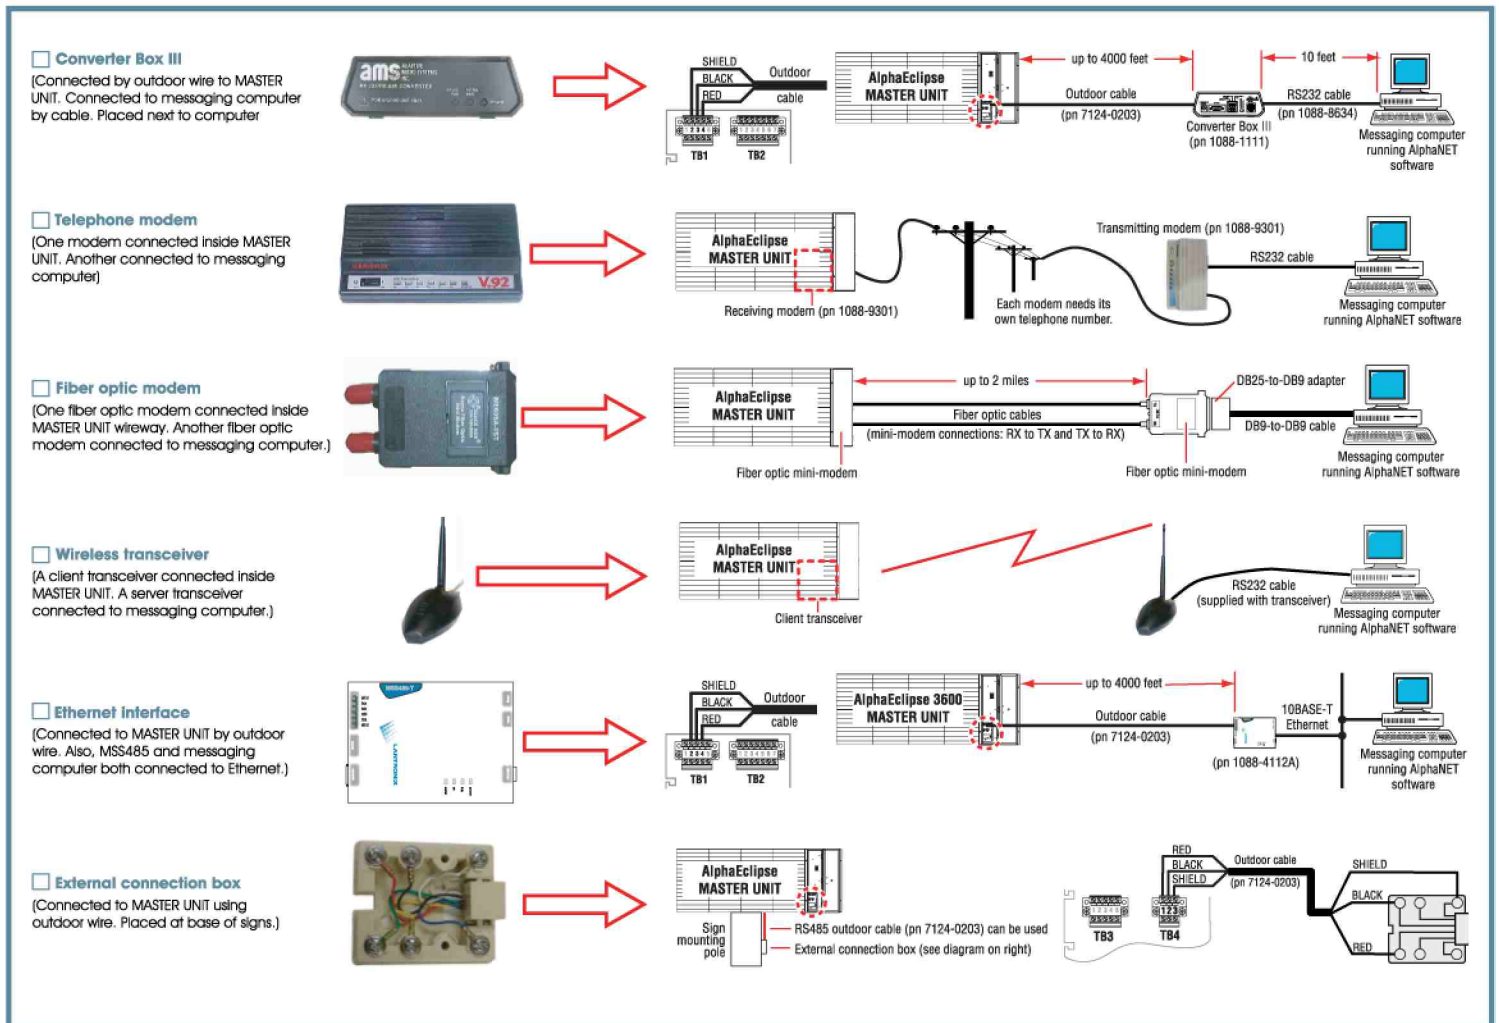 Converter Box III
(Connected by outdoor wire to MASTER
UNIT. Connected to messaging computer
by cable. Placed next to computer
ams
SHIELD
BLACK
RED
Outdoor
cable
TB1
TB2
AlphaEclipse
MASTER UNIT
up to 4000 feet
10 feet
Outdoor cable
(pn 7124-0203)
Converter Box III
(pn 1088-1111)
RS232 cable
(pn 1088-8634)
Messaging computer
running AlphaNET
software
Telephone modem
(One modem connected inside MASTER
UNIT. Another connected to messaging
computer)
V.92
AlphaEclipse
MASTER UNIT
Receiving modem (pn 1088-9301)
Each modem needs its
own telephone number.
Transmitting modem (pn 1088-9301)
RS232 cable
Messaging computer
running AlphaNET software
Fiber optic modem
(One fiber optic modem connected inside
MASTER UNIT wireway. Another fiber optic
modem connected to messaging computer.)
AlphaEclipse
MASTER UNIT
up to 2 miles
Fiber optic cables
(mini-modem connections: RX to TX and TX to RX)
Fiber optic mini-modem
DB25-to-DB9 adapter
DB9-to-DB9 cable
Fiber optic mini-modem
Messaging computer
running AlphaNET software
Wireless transceiver
(A client transceiver connected inside
MASTER UNIT. A server transceiver
connected to messaging computer.)
AlphaEclipse
MASTER UNIT
Client transceiver
RS232 cable
(supplied with transceiver)
Messaging computer
running AlphaNET software
Ethernet interface
(Connected to MASTER UNIT by outdoor
wire. Also, MSS485 and messaging
computer both connected to Ethernet.)
MSS485-T
LANTRONIX
SHIELD
BLACK
RED
Outdoor
cable
TB1
TB2
AlphaEclipse 3600
MASTER UNIT
up to 4000 feet
Outdoor cable
(pn 7124-0203)
(pn 1088-4112A)
10BASE-T
Ethernet
Messaging computer
running AlphaNET
software
External connection box
(Connected to MASTER UNIT using
outdoor wire. Placed at base of signs.)
AlphaEclipse
MASTER UNIT
Sign
mounting
pole
RS485 outdoor cable (pn 7124-0203) can be used
External connection box (see diagram on right)
RED
BLACK
SHIELD
Outdoor cable
(pn 7124-0203)
TB3
123
TB4
SHIELD
BLACK
RED